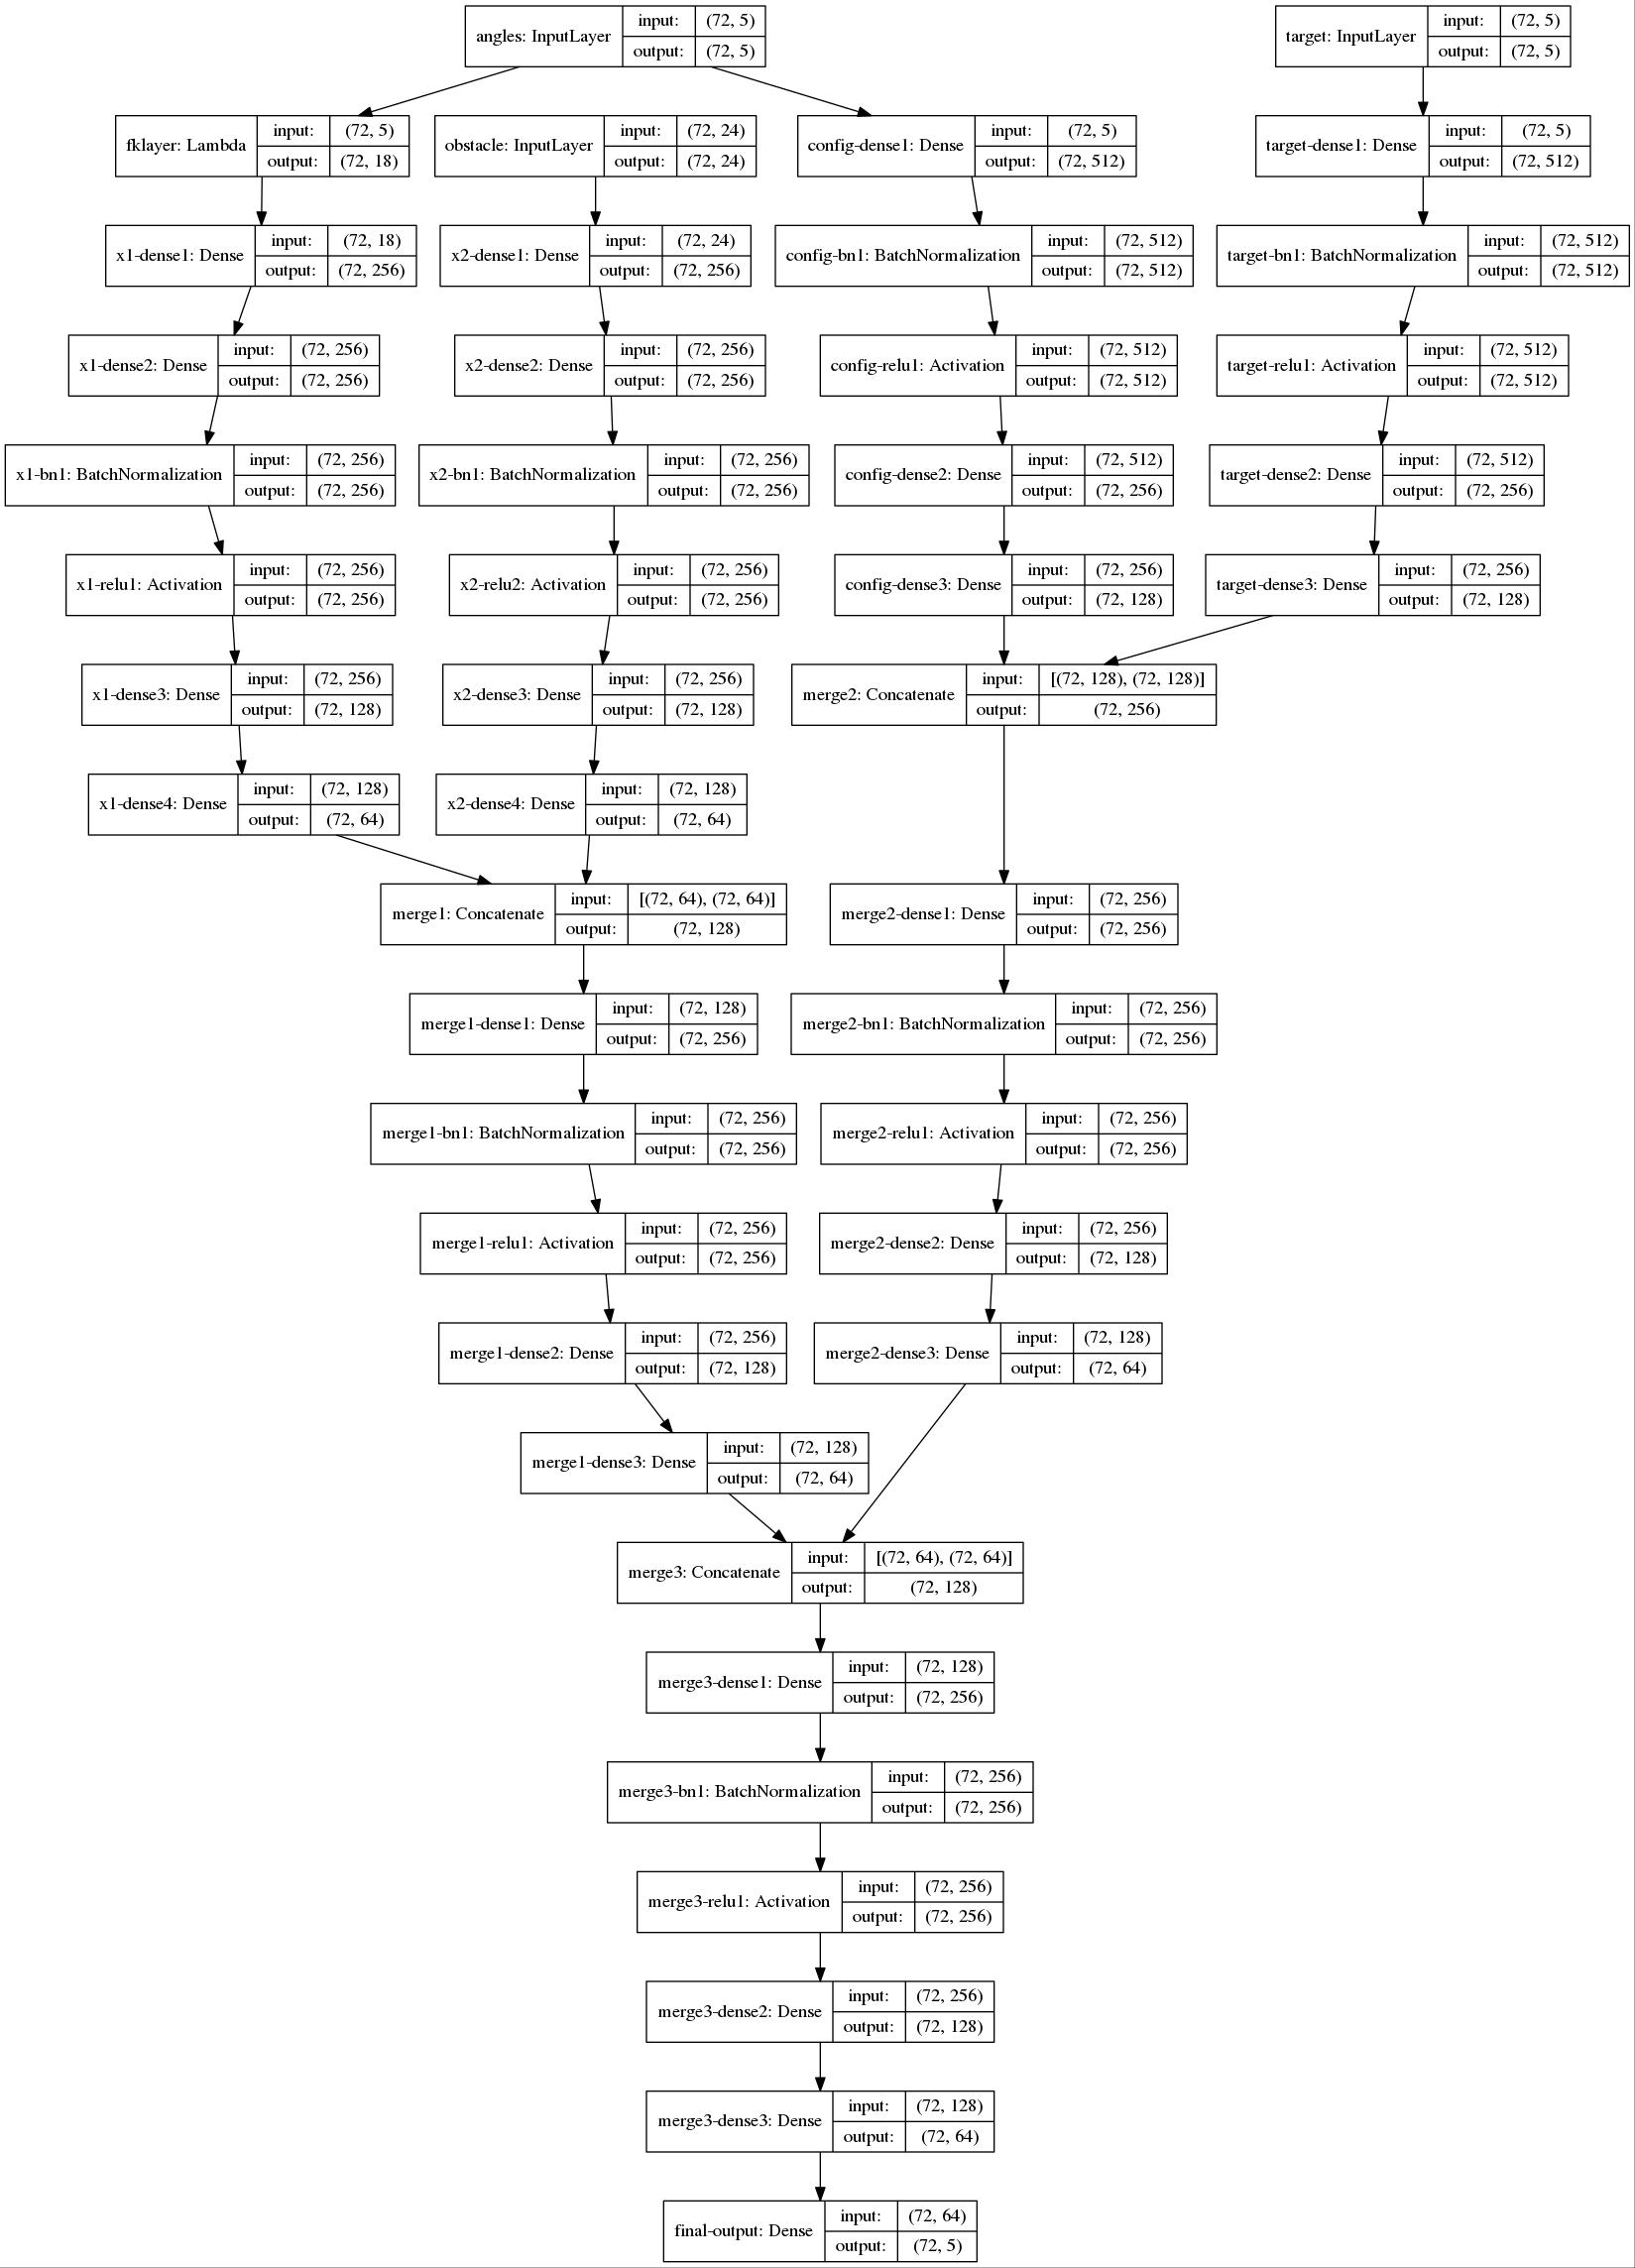 angles: InputLayer input: (72, 5)
output: (72, 5)
target: InputLayer input: (72, 5)
output: (72, 5)
fklayer: Lambda input: (72, 5)
output: (72, 18)
obstacle: InputLayer input: (72, 24)
output: (72, 24)
config-dense1: Dense input: (72, 5)
output: (72, 512)
target-dense1: Dense input: (72, 5)
output: (72, 512)
x1-dense1: Dense input: (72, 18)
output: (72, 256)
x2-dense1: Dense input: (72, 24)
output: (72, 256)
config-bn1: BatchNormalization input: (72, 512)
output: (72, 512)
target-bn1: BatchNormalization input: (72, 512)
output: (72, 512)
x1-dense2: Dense input: (72, 256)
output: (72, 256)
x2-dense2: Dense input: (72, 256)
output: (72, 256)
config-relu1: Activation input: (72, 512)
output: (72, 512)
target-relu1: Activation input: (72, 512)
output: (72, 512)
x1-bn1: BatchNormalization input: (72, 256)
output: (72, 256)
x2-bn1: BatchNormalization input: (72, 256)
output: (72, 256)
config-dense2: Dense input: (72, 512)
output: (72, 256)
target-dense2: Dense input: (72, 512)
output: (72, 256)
x1-relu1: Activation input: (72, 256)
output: (72, 256)
x2-relu2: Activation input: (72, 256)
output: (72, 256)
config-dense3: Dense input: (72, 256)
output: (72, 128)
target-dense3: Dense input: (72, 256)
output: (72, 128)
x1-dense3: Dense input: (72, 256)
output: (72, 128)
x2-dense3: Dense input: (72, 256)
output: (72, 128)
merge2: Concatenate input: [(72, 128), (72, 128)]
output: (72, 256)
x1-dense4: Dense input: (72, 128)
output: (72, 64)
x2-dense4: Dense input: (72, 128)
output: (72, 64)
merge1: Concatenate input: [(72, 64), (72, 64)]
output: (72, 128)
merge2-dense1: Dense input: (72, 256)
output: (72, 256)
merge1-dense1: Dense input: (72, 128)
output: (72, 256)
merge2-bn1: BatchNormalization input: (72, 256)
output: (72, 256)
merge1-bn1: BatchNormalization input: (72, 256)
output: (72, 256)
merge2-relu1: Activation input: (72, 256)
output: (72, 256)
merge1-relu1: Activation input: (72, 256)
output: (72, 256)
merge2-dense2: Dense input: (72, 256)
output: (72, 128)
merge1-dense2: Dense input: (72, 256)
output: (72, 128)
merge2-dense3: Dense input: (72, 128)
output: (72, 64)
merge1-dense3: Dense input: (72, 128)
output: (72, 64)
merge3: Concatenate input: [(72, 64), (72, 64)]
output: (72, 128)
merge3-dense1: Dense input: (72, 128)
output: (72, 256)
merge3-bn1: BatchNormalization input: (72, 256)
output: (72, 256)
merge3-relu1: Activation input: (72, 256)
output: (72, 256)
merge3-dense2: Dense input: (72, 256)
output: (72, 128)
merge3-dense3: Dense input: (72, 128)
output: (72, 64)
final-output: Dense input: (72, 64)
output: (72, 5)